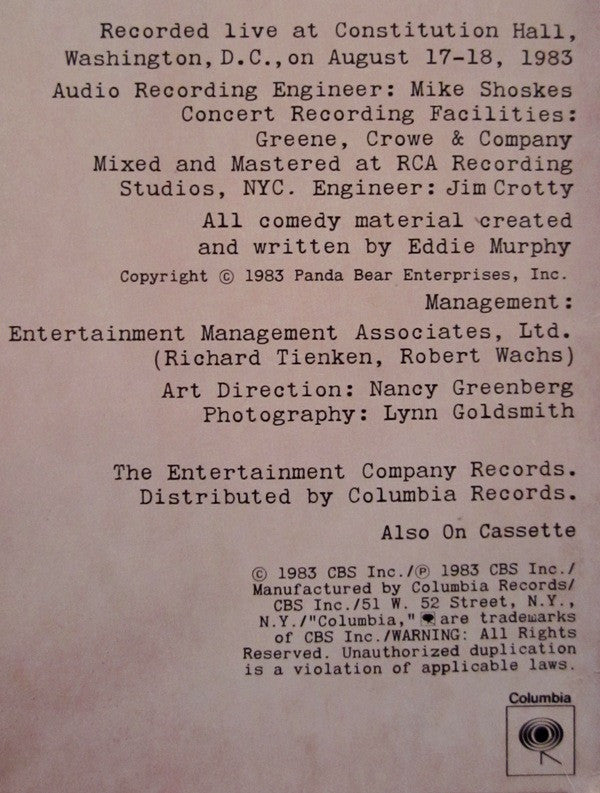 Recorded live at Constitution Hall,
Washington, D.C., on August 17-18, 1983
Audio Recording Engineer: Mike Shoskes
Concert Recording Facilities:
Greene, Crowe & Company
Mixed and Mastered at RCA Recording
Studios, NYC. Engineer: Jim Crotty
All comedy material created
and written by Eddie Murphy
Copyright © 1983 Panda Bear Enterprises, Inc.
Management:
Entertainment Management Associates, Ltd.
(Richard Tienken, Robert Wachs)
Art Direction: Nancy Greenberg
Photography: Lynn Goldsmith
The Entertainment Company Records.
Distributed by Columbia Records.
Also On Cassette
© 1983 CBS Inc./℗ 1983 CBS Inc./
Manufactured by Columbia Records/
CBS Inc./51 W. 52 Street, N.Y.,
N.Y./"Columbia," are trademarks
of CBS Inc./WARNING: All Rights
Reserved. Unauthorized duplication
is a violation of applicable laws.
Columbia